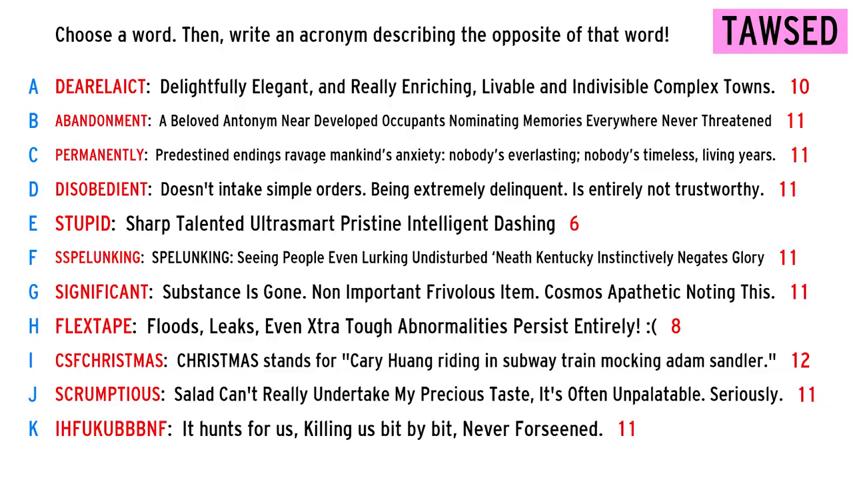 Choose a word. Then, write an acronym describing the opposite of that word!
TAWSED
A DEARELAICT: Delightfully Elegant, and Really Enriching, Livable and Indivisible Complex Towns. 10
B ABANDONMENT: A Beloved Antonym Near Developed Occupants Nominating Memories Everywhere Never Threatened 11
C PERMANENTLY: Predestined endings ravage mankind's anxiety: nobody's everlasting; nobody's timeless, living years. 11
D DISOBEDIENT: Doesn't intake simple orders. Being extremely delinquent. Is entirely not trustworthy. 11
E STUPID: Sharp Talented Ultrasmart Pristine Intelligent Dashing 6
F SSPELUNKING: SPELUNKING: Seeing People Even Lurking Undisturbed 'Neath Kentucky Instinctively Negates Glory 11
G SIGNIFICANT: Substance Is Gone. Non Important Frivolous Item. Cosmos Apathetic Noting This. 11
H FLEXTAPE: Floods, Leaks, Even Xtra Tough Abnormalities Persist Entirely! :( 8
I CSFCHRISTMAS: CHRISTMAS stands for "Cary Huang riding in subway train mocking adam sandler." 12
J SCRUMPTIOUS: Salad Can't Really Undertake My Precious Taste, It's Often Unpalatable. Seriously. 11
K IHFUKUBBBNF: It hunts for us, Killing us bit by bit, Never Forseened. 11